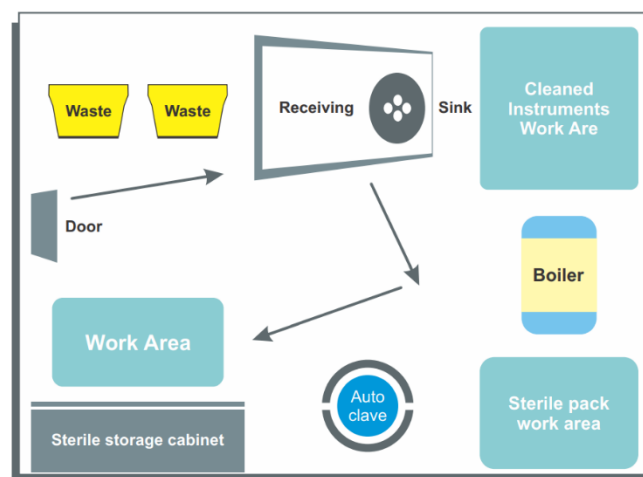 Waste
Waste
Receiving
Sink
Cleaned
Instruments
Work Are
Door
Boiler
Work Area
Auto
clave
Sterile pack
work area
Sterile storage cabinet